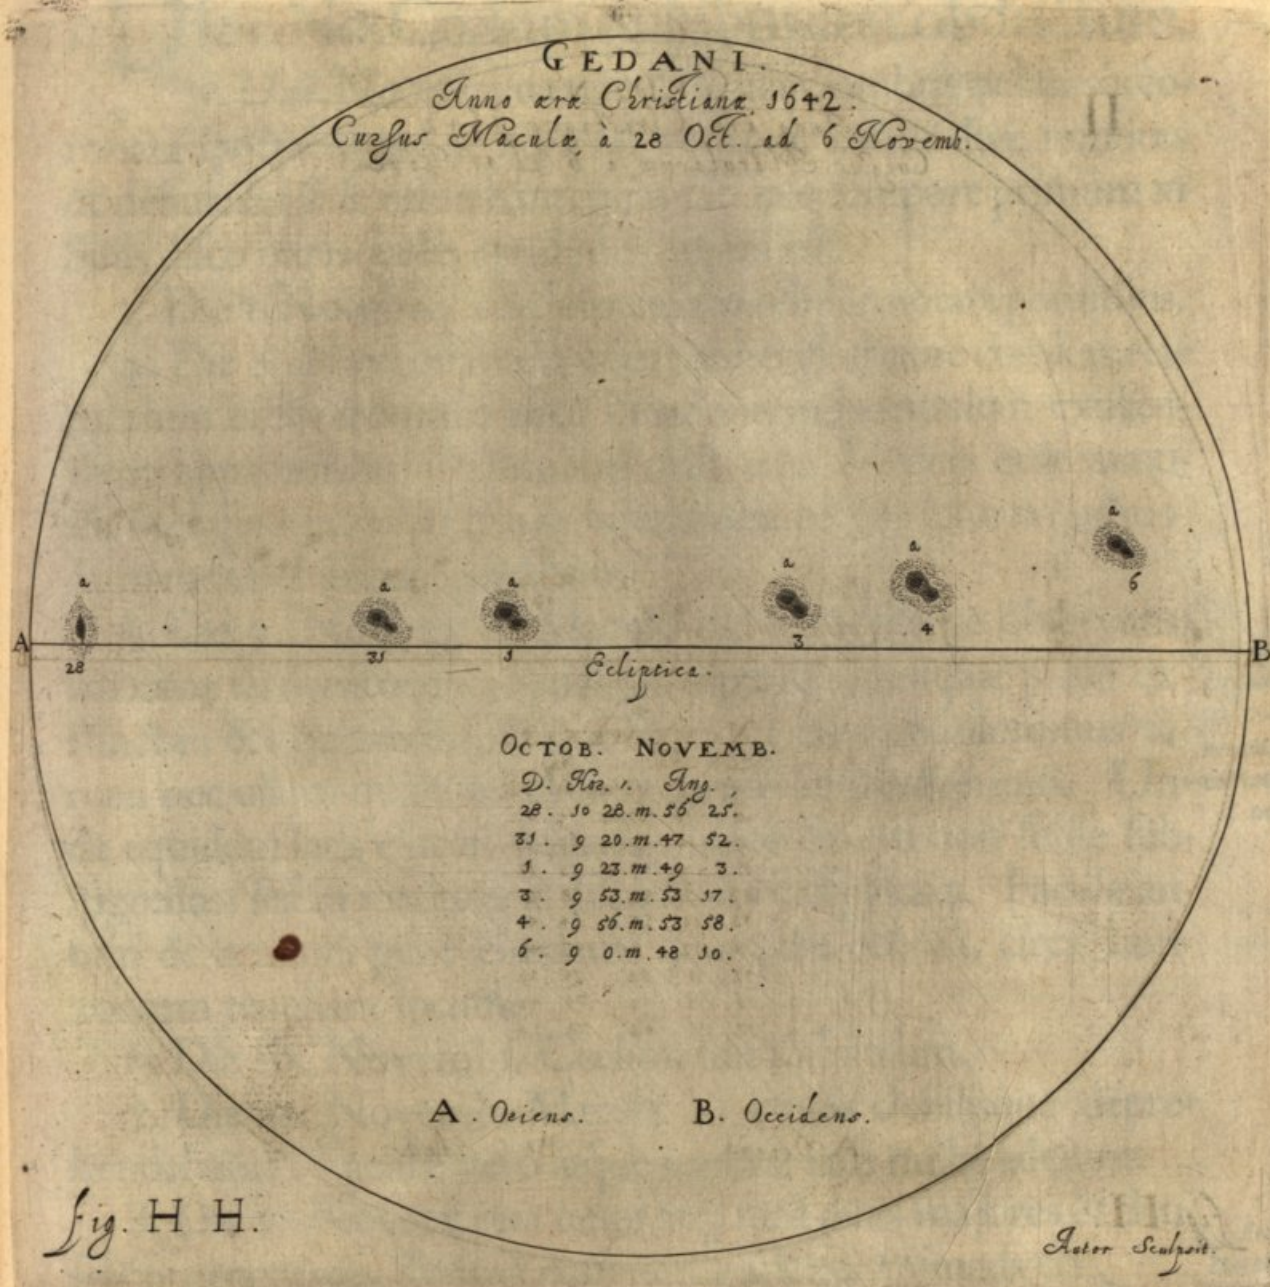 GEDANI.
Anno æræ Christianæ, 1642.
Cursus Maculæ, à 28 Oct. ad 6 Novemb.
a a a a a a
28 31 1 3 4 6
A B
Ecliptica.
OCTOB. NOVEMB.
D. Hor. ′. Ang. ′
28. 10 28. m. 56 25.
31. 9 20. m. 47 52.
1. 9 23. m. 49 3.
3. 9 53. m. 53 17.
4. 9 56. m. 53 58.
6. 9 0. m. 48 10.
A. Oriens. B. Occidens.
fig. H H.
Autor Sculpsit.